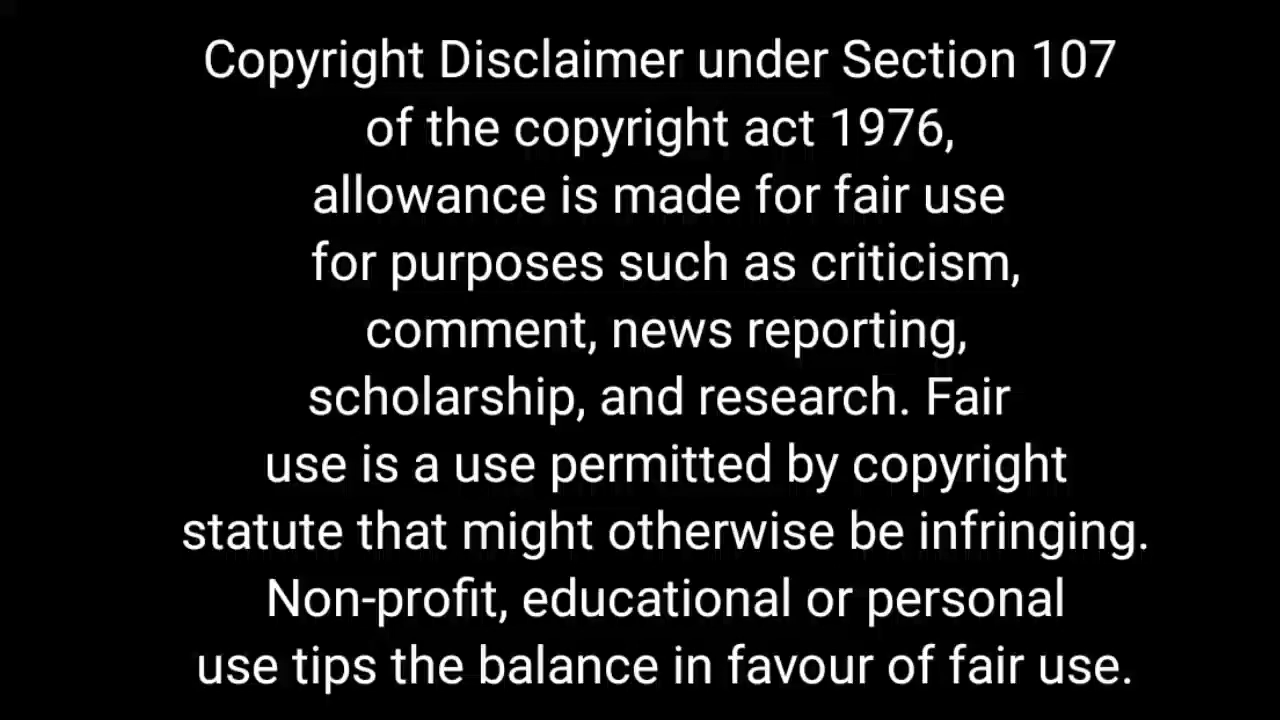 Copyright Disclaimer under Section 107
of the copyright act 1976,
allowance is made for fair use
for purposes such as criticism,
comment, news reporting,
scholarship, and research. Fair
use is a use permitted by copyright
statute that might otherwise be infringing.
Non-profit, educational or personal
use tips the balance in favour of fair use.